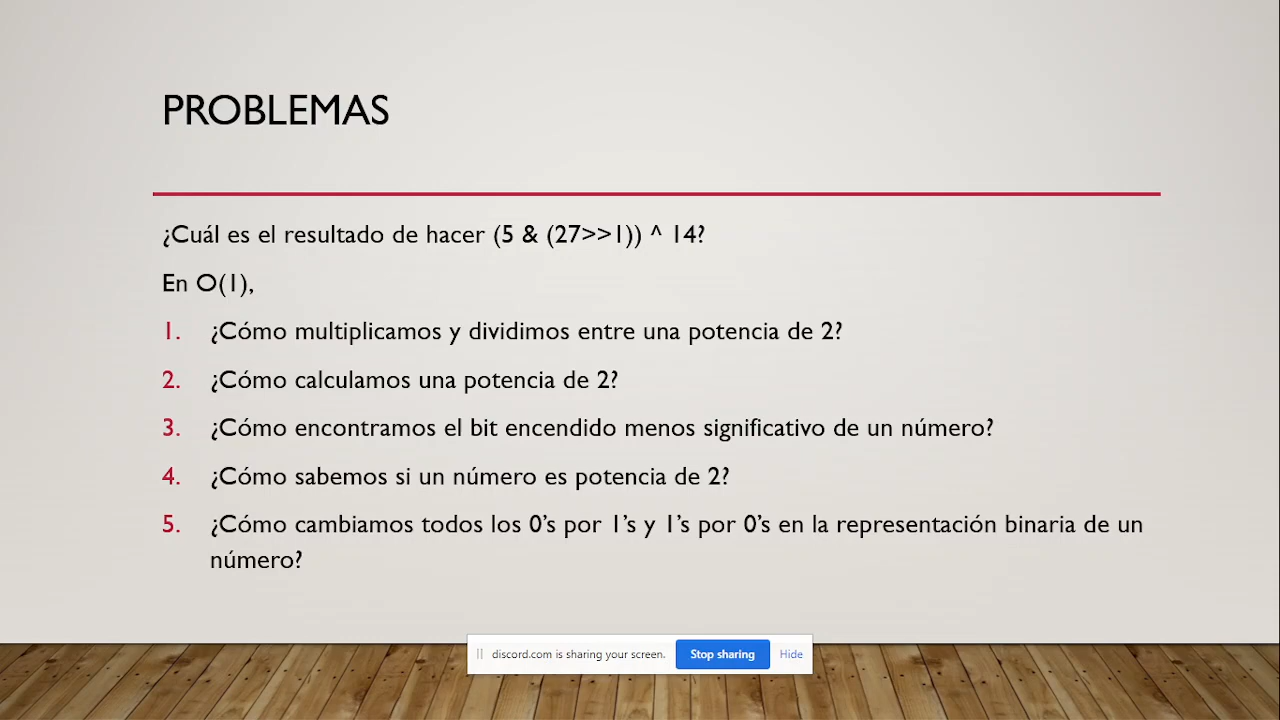 PROBLEMAS
¿Cuál es el resultado de hacer (5 & (27>>1)) ^ 14?
En O(1),
1. ¿Cómo multiplicamos y dividimos entre una potencia de 2?
2. ¿Cómo calculamos una potencia de 2?
3. ¿Cómo encontramos el bit encendido menos significativo de un número?
4. ¿Cómo sabemos si un número es potencia de 2?
5. ¿Cómo cambiamos todos los 0’s por 1’s y 1’s por 0’s en la representación binaria de un
número?
discord.com is sharing your screen. Stop sharing Hide